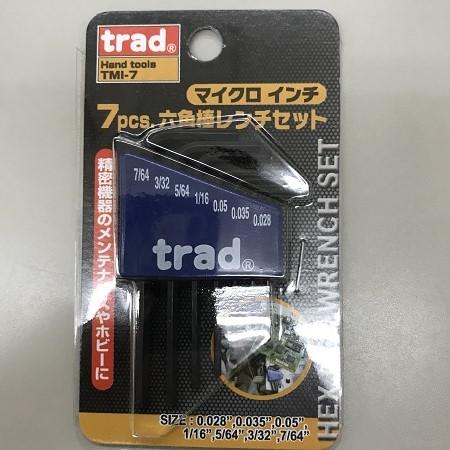 trad®
Hand tools
TMI-7
マイクロ インチ
7pcs. 六角棒レンチセット
精密機器のメンテナンスやホビーに
7/64 3/32 5/64 1/16 0.05 0.035 0.028
trad®
WRENCH SET
SIZE : 0.028", 0.035", 0.05",
1/16", 5/64", 3/32", 7/64"